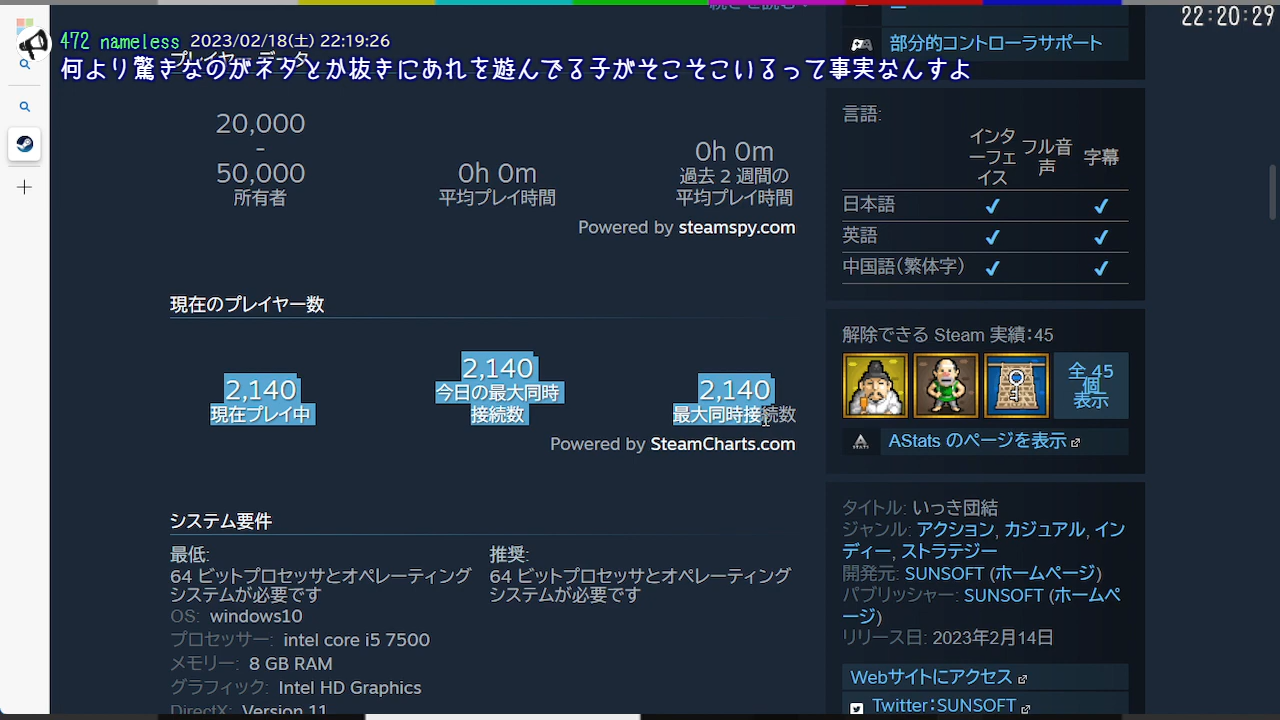 続きを読む
22:20:29
472 nameless 2023/02/18(土) 22:19:26
何より驚きなのがネタとか抜きにあれを遊んでる子がそこそこいるって事実なんすよ
プレイヤーデータ
20,000
-
50,000
所有者
0h 0m
平均プレイ時間
0h 0m
過去 2 週間の
平均プレイ時間
Powered by steamspy.com
現在のプレイヤー数
2,140
現在プレイ中
2,140
今日の最大同時
接続数
2,140
最大同時接続数
Powered by SteamCharts.com
システム要件
最低:
64 ビットプロセッサとオペレーティング
システムが必要です
OS: windows10
プロセッサー: intel core i5 7500
メモリー: 8 GB RAM
グラフィック: Intel HD Graphics
DirectX: Version 11
推奨:
64 ビットプロセッサとオペレーティング
システムが必要です
部分的コントローラサポート
言語:
インタ
ーフェ
イス
フル音
声
字幕
日本語 ✔ ✔
英語 ✔ ✔
中国語(繁体字) ✔ ✔
解除できる Steam 実績:45
全 45
個
表示
AStats のページを表示
タイトル: いっき団結
ジャンル: アクション, カジュアル, イン
ディー, ストラテジー
開発元: SUNSOFT (ホームページ)
パブリッシャー: SUNSOFT (ホームペ
ージ)
リリース日: 2023年2月14日
Webサイトにアクセス
Twitter:SUNSOFT